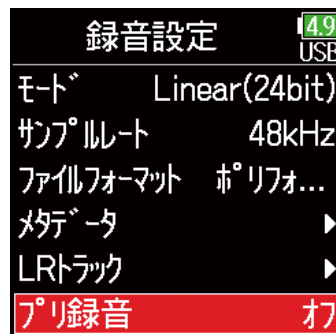 録音設定
4.9
USB
ﾓｰﾄﾞ Linear(24bit)
ｻﾝﾌﾟﾙﾚｰﾄ 48kHz
ﾌｧｲﾙﾌｫｰﾏｯﾄ ﾎﾟﾘﾌｫ...
ﾒﾀﾃﾞｰﾀ
LRﾄﾗｯｸ
ﾌﾟﾘ録音 ｵﾌ